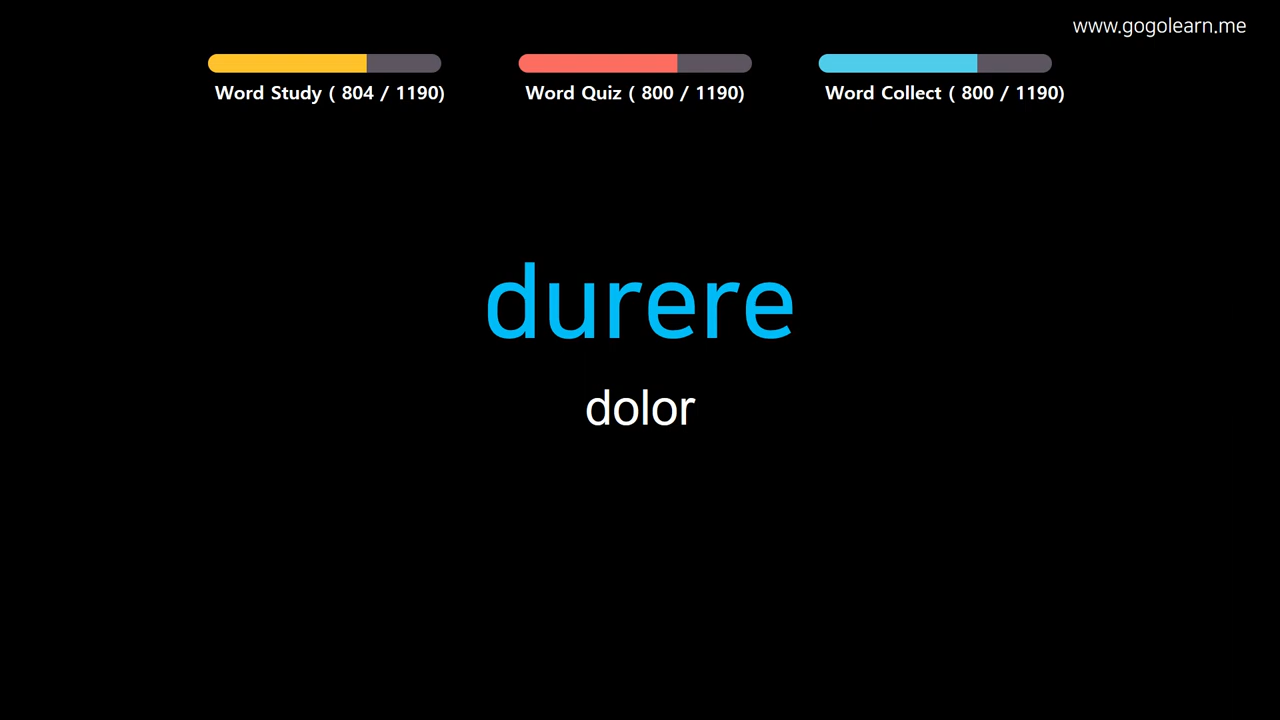 www.gogolearn.me
Word Study ( 804 / 1190)
Word Quiz ( 800 / 1190)
Word Collect ( 800 / 1190)
durere
dolor